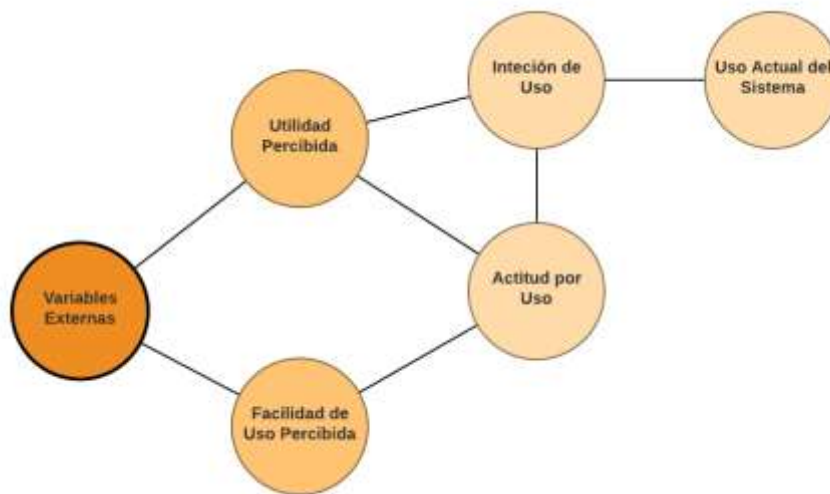 Inteción de
Uso
Uso Actual del
Sistema
Utilidad
Percibida
Actitud por
Uso
Variables
Externas
Facilidad de
Uso Percibida